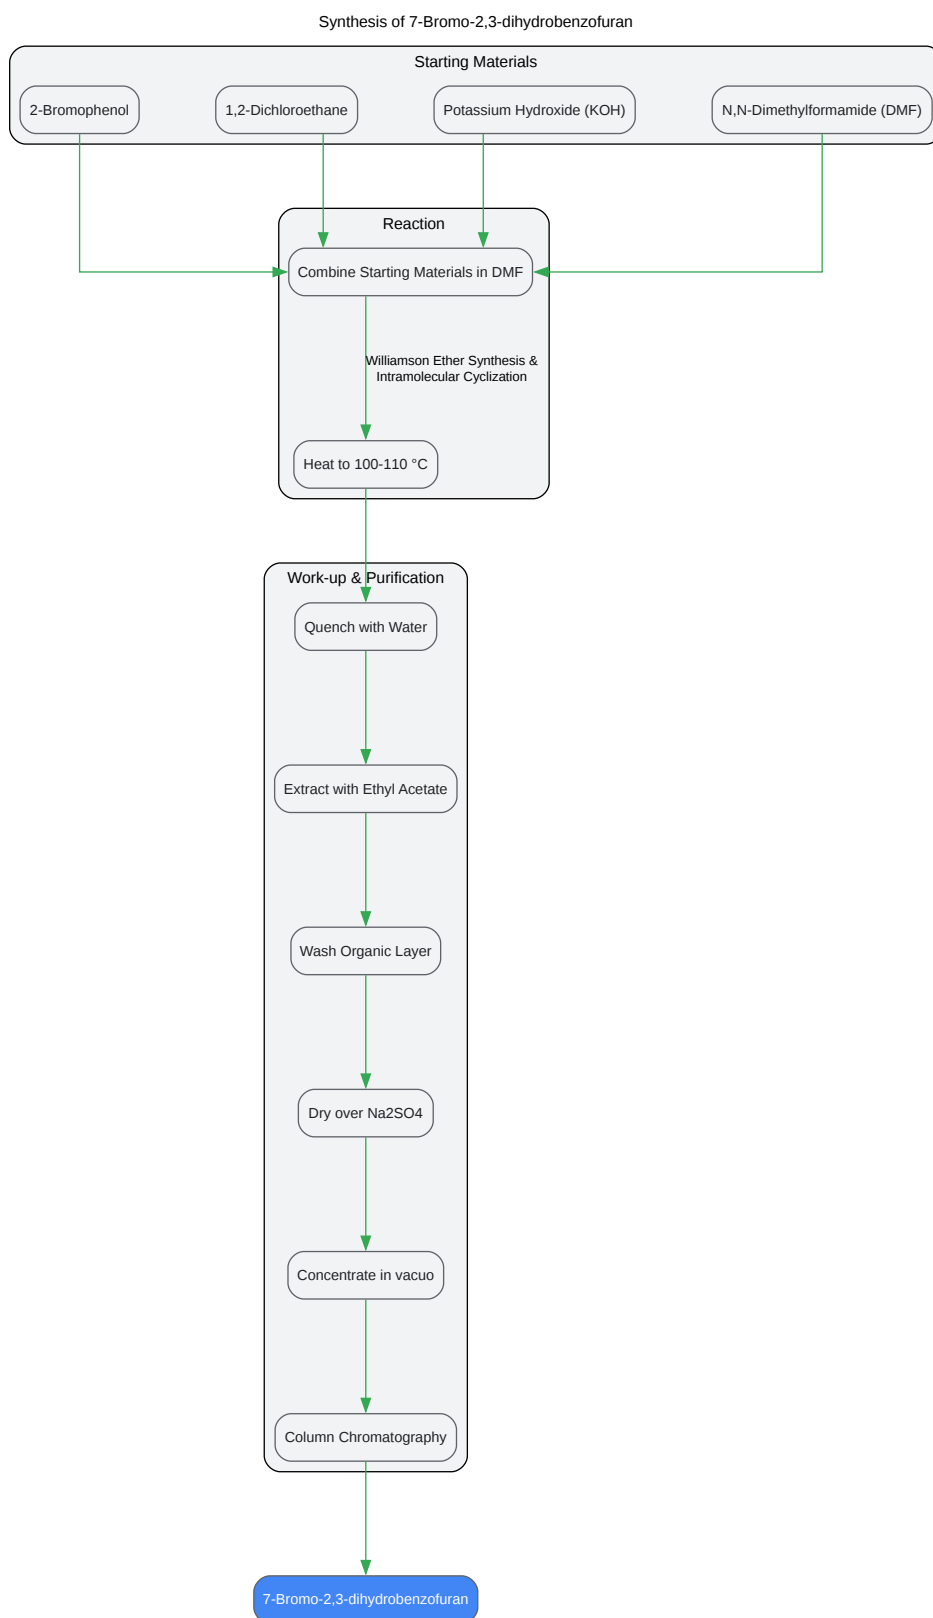 Synthesis of 7-Bromo-2,3-dihydrobenzofuran
Starting Materials
2-Bromophenol
1,2-Dichloroethane
Potassium Hydroxide (KOH)
N,N-Dimethylformamide (DMF)
Reaction
Combine Starting Materials in DMF
Williamson Ether Synthesis &
Intramolecular Cyclization
Heat to 100-110 °C
Work-up & Purification
Quench with Water
Extract with Ethyl Acetate
Wash Organic Layer
Dry over Na2SO4
Concentrate in vacuo
Column Chromatography
7-Bromo-2,3-dihydrobenzofuran